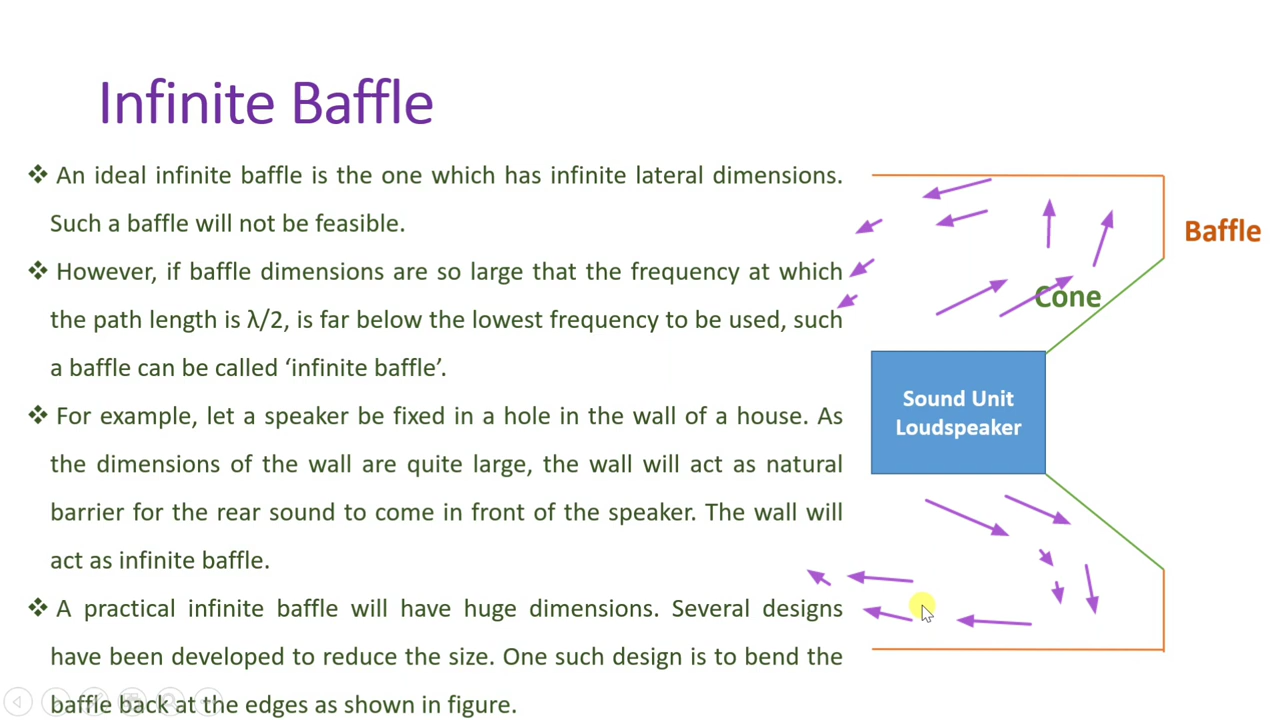 Infinite Baffle
❖ An ideal infinite baffle is the one which has infinite lateral dimensions.
Such a baffle will not be feasible.
❖ However, if baffle dimensions are so large that the frequency at which
the path length is λ/2, is far below the lowest frequency to be used, such
a baffle can be called ‘infinite baffle’.
❖ For example, let a speaker be fixed in a hole in the wall of a house. As
the dimensions of the wall are quite large, the wall will act as natural
barrier for the rear sound to come in front of the speaker. The wall will
act as infinite baffle.
❖ A practical infinite baffle will have huge dimensions. Several designs
have been developed to reduce the size. One such design is to bend the
baffle back at the edges as shown in figure.
Baffle
Cone
Sound Unit
Loudspeaker